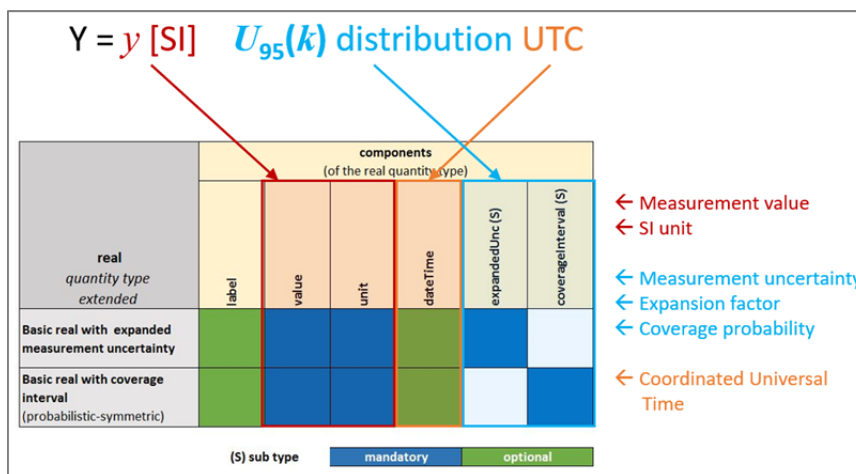 Y = y [SI] U95(k) distribution UTC
components
(of the real quantity type)
real
quantity type
extended
label
value
unit
dateTime
expandedUnc (S)
coverageInterval (S)
← Measurement value
← SI unit
← Measurement uncertainty
← Expansion factor
← Coverage probability
← Coordinated Universal
Time
Basic real with expanded
measurement uncertainty
Basic real with coverage
interval
(probabilistic-symmetric)
(S) sub type mandatory optional